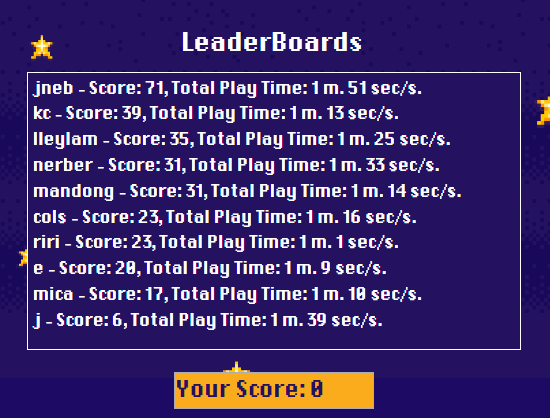 LeaderBoards
jneb - Score: 71, Total Play Time: 1 m. 51 sec/s.
kc - Score: 39, Total Play Time: 1 m. 13 sec/s.
lleylam - Score: 35, Total Play Time: 1 m. 25 sec/s.
nerber - Score: 31, Total Play Time: 1 m. 33 sec/s.
mandong - Score: 31, Total Play Time: 1 m. 14 sec/s.
cols - Score: 23, Total Play Time: 1 m. 16 sec/s.
riri - Score: 23, Total Play Time: 1 m. 1 sec/s.
e - Score: 20, Total Play Time: 1 m. 9 sec/s.
mica - Score: 17, Total Play Time: 1 m. 10 sec/s.
j - Score: 6, Total Play Time: 1 m. 39 sec/s.
Your Score: 0